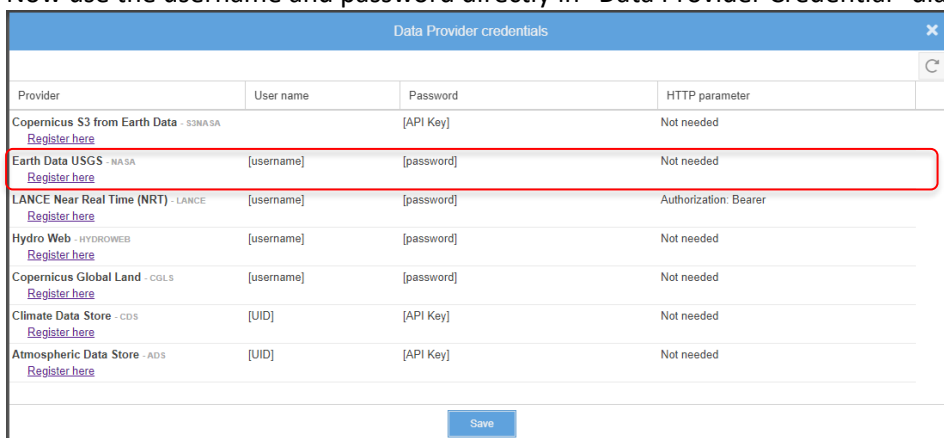 Now use the username and password directly in "Data Provider Credential" dia
Data Provider credentials
Provider User name Password HTTP parameter
Copernicus S3 from Earth Data - S3NASA [API Key] Not needed
Register here
Earth Data USGS - NASA [username] [password] Not needed
Register here
LANCE Near Real Time (NRT) - LANCE [username] [password] Authorization: Bearer
Register here
Hydro Web - HYDROWEB [username] [password] Not needed
Register here
Copernicus Global Land - CGLS [username] [password] Not needed
Register here
Climate Data Store - CDS [UID] [API Key] Not needed
Register here
Atmospheric Data Store - ADS [UID] [API Key] Not needed
Register here
Save